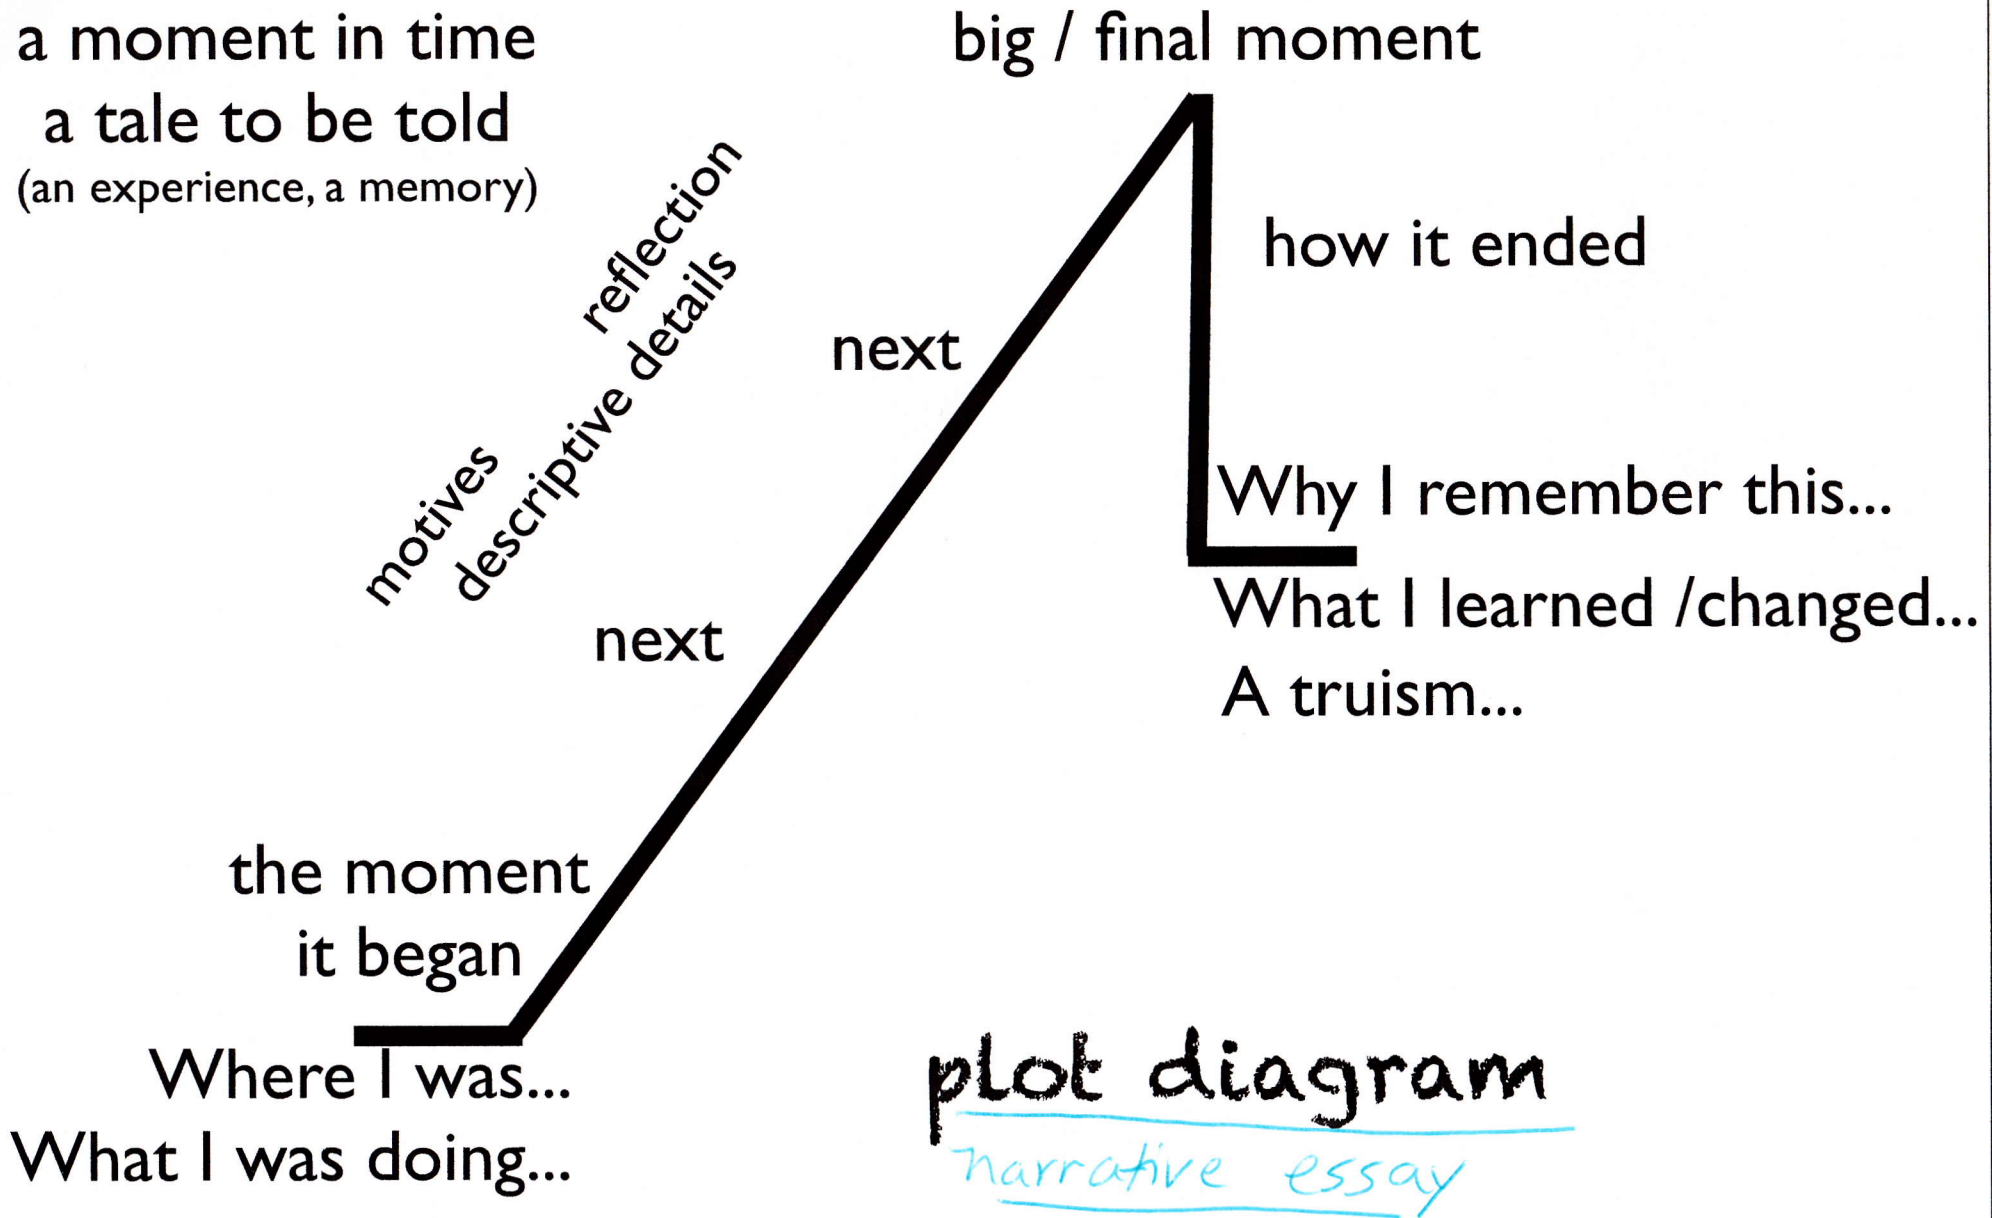 a moment in time
a tale to be told
(an experience, a memory)
big / final moment
reflection
descriptive details
motives
next
next
how it ended
Why I remember this...
What I learned /changed...
A truism...
the moment
it began
Where I was...
What I was doing...
plot diagram
narrative essay